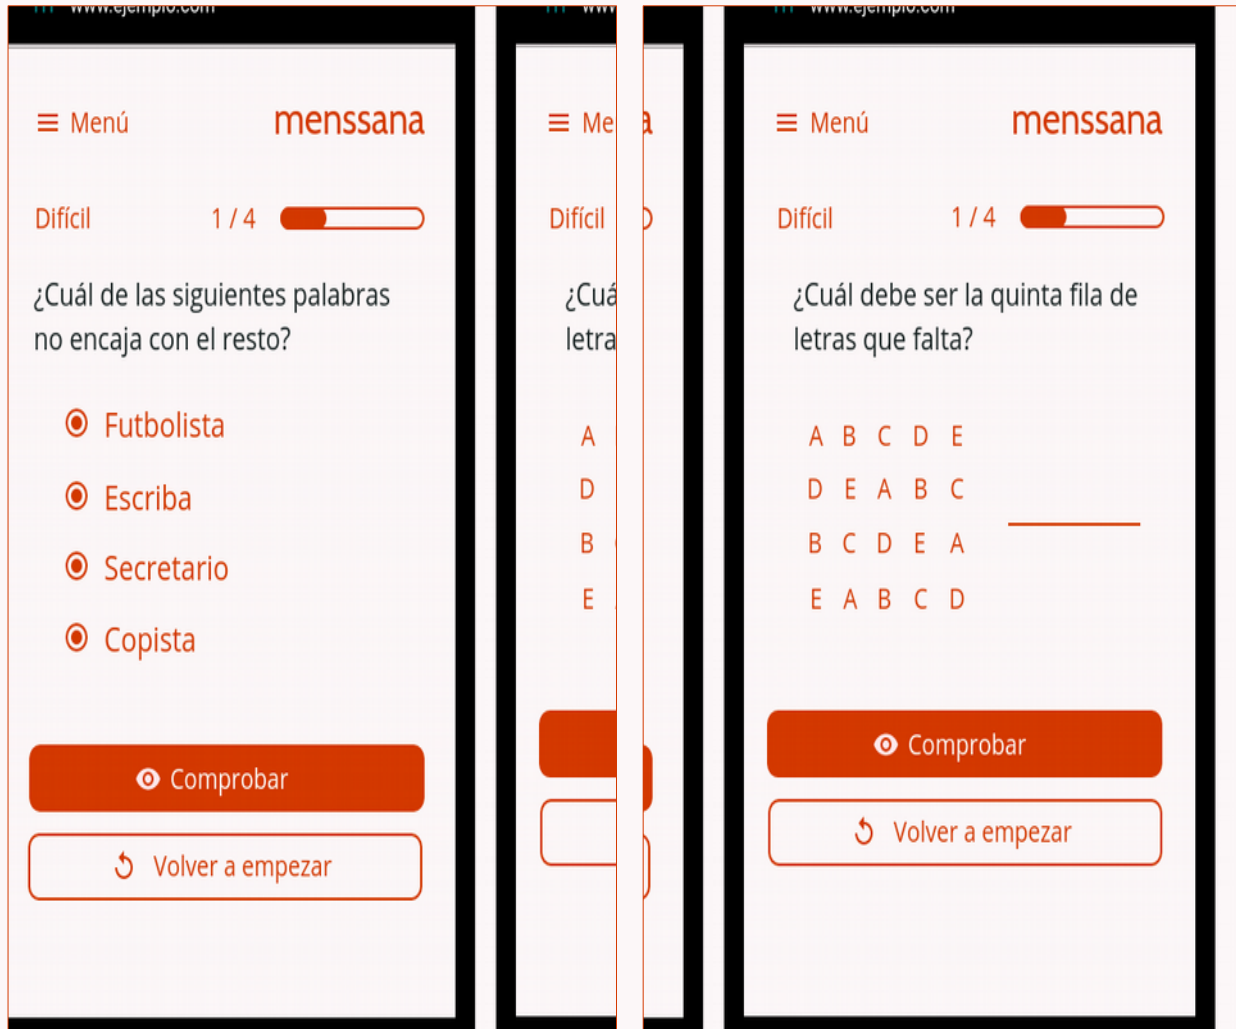 www.ejemplo.com
Menú
menssana
Difícil
1 / 4
¿Cuál de las siguientes palabras
no encaja con el resto?
Futbolista
Escriba
Secretario
Copista
Comprobar
Volver a empezar
www
Me
Difícil
¿Cuá
letra
A
D
B
E
a
www.ejemplo.com
Menú
menssana
Difícil
1 / 4
¿Cuál debe ser la quinta fila de
letras que falta?
A B C D E
D E A B C
B C D E A
E A B C D
Comprobar
Volver a empezar